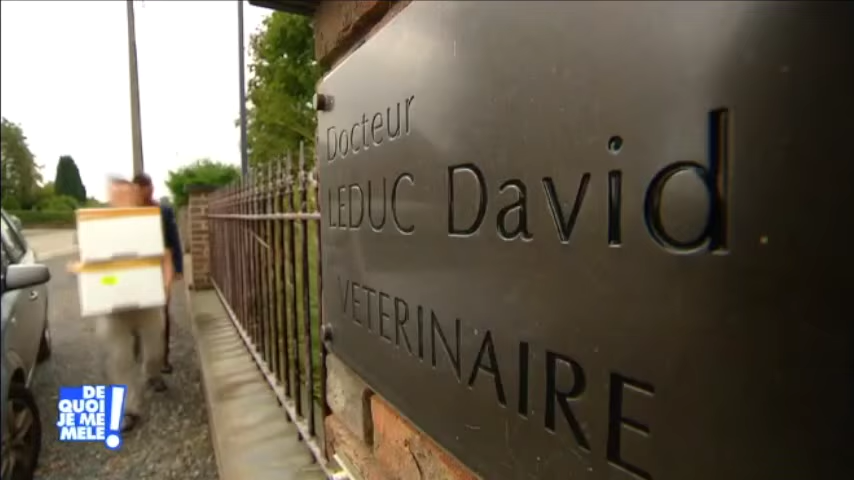 Docteur
LEDUC David
VETERINAIRE
DE
QUOI
JE ME
MELE!